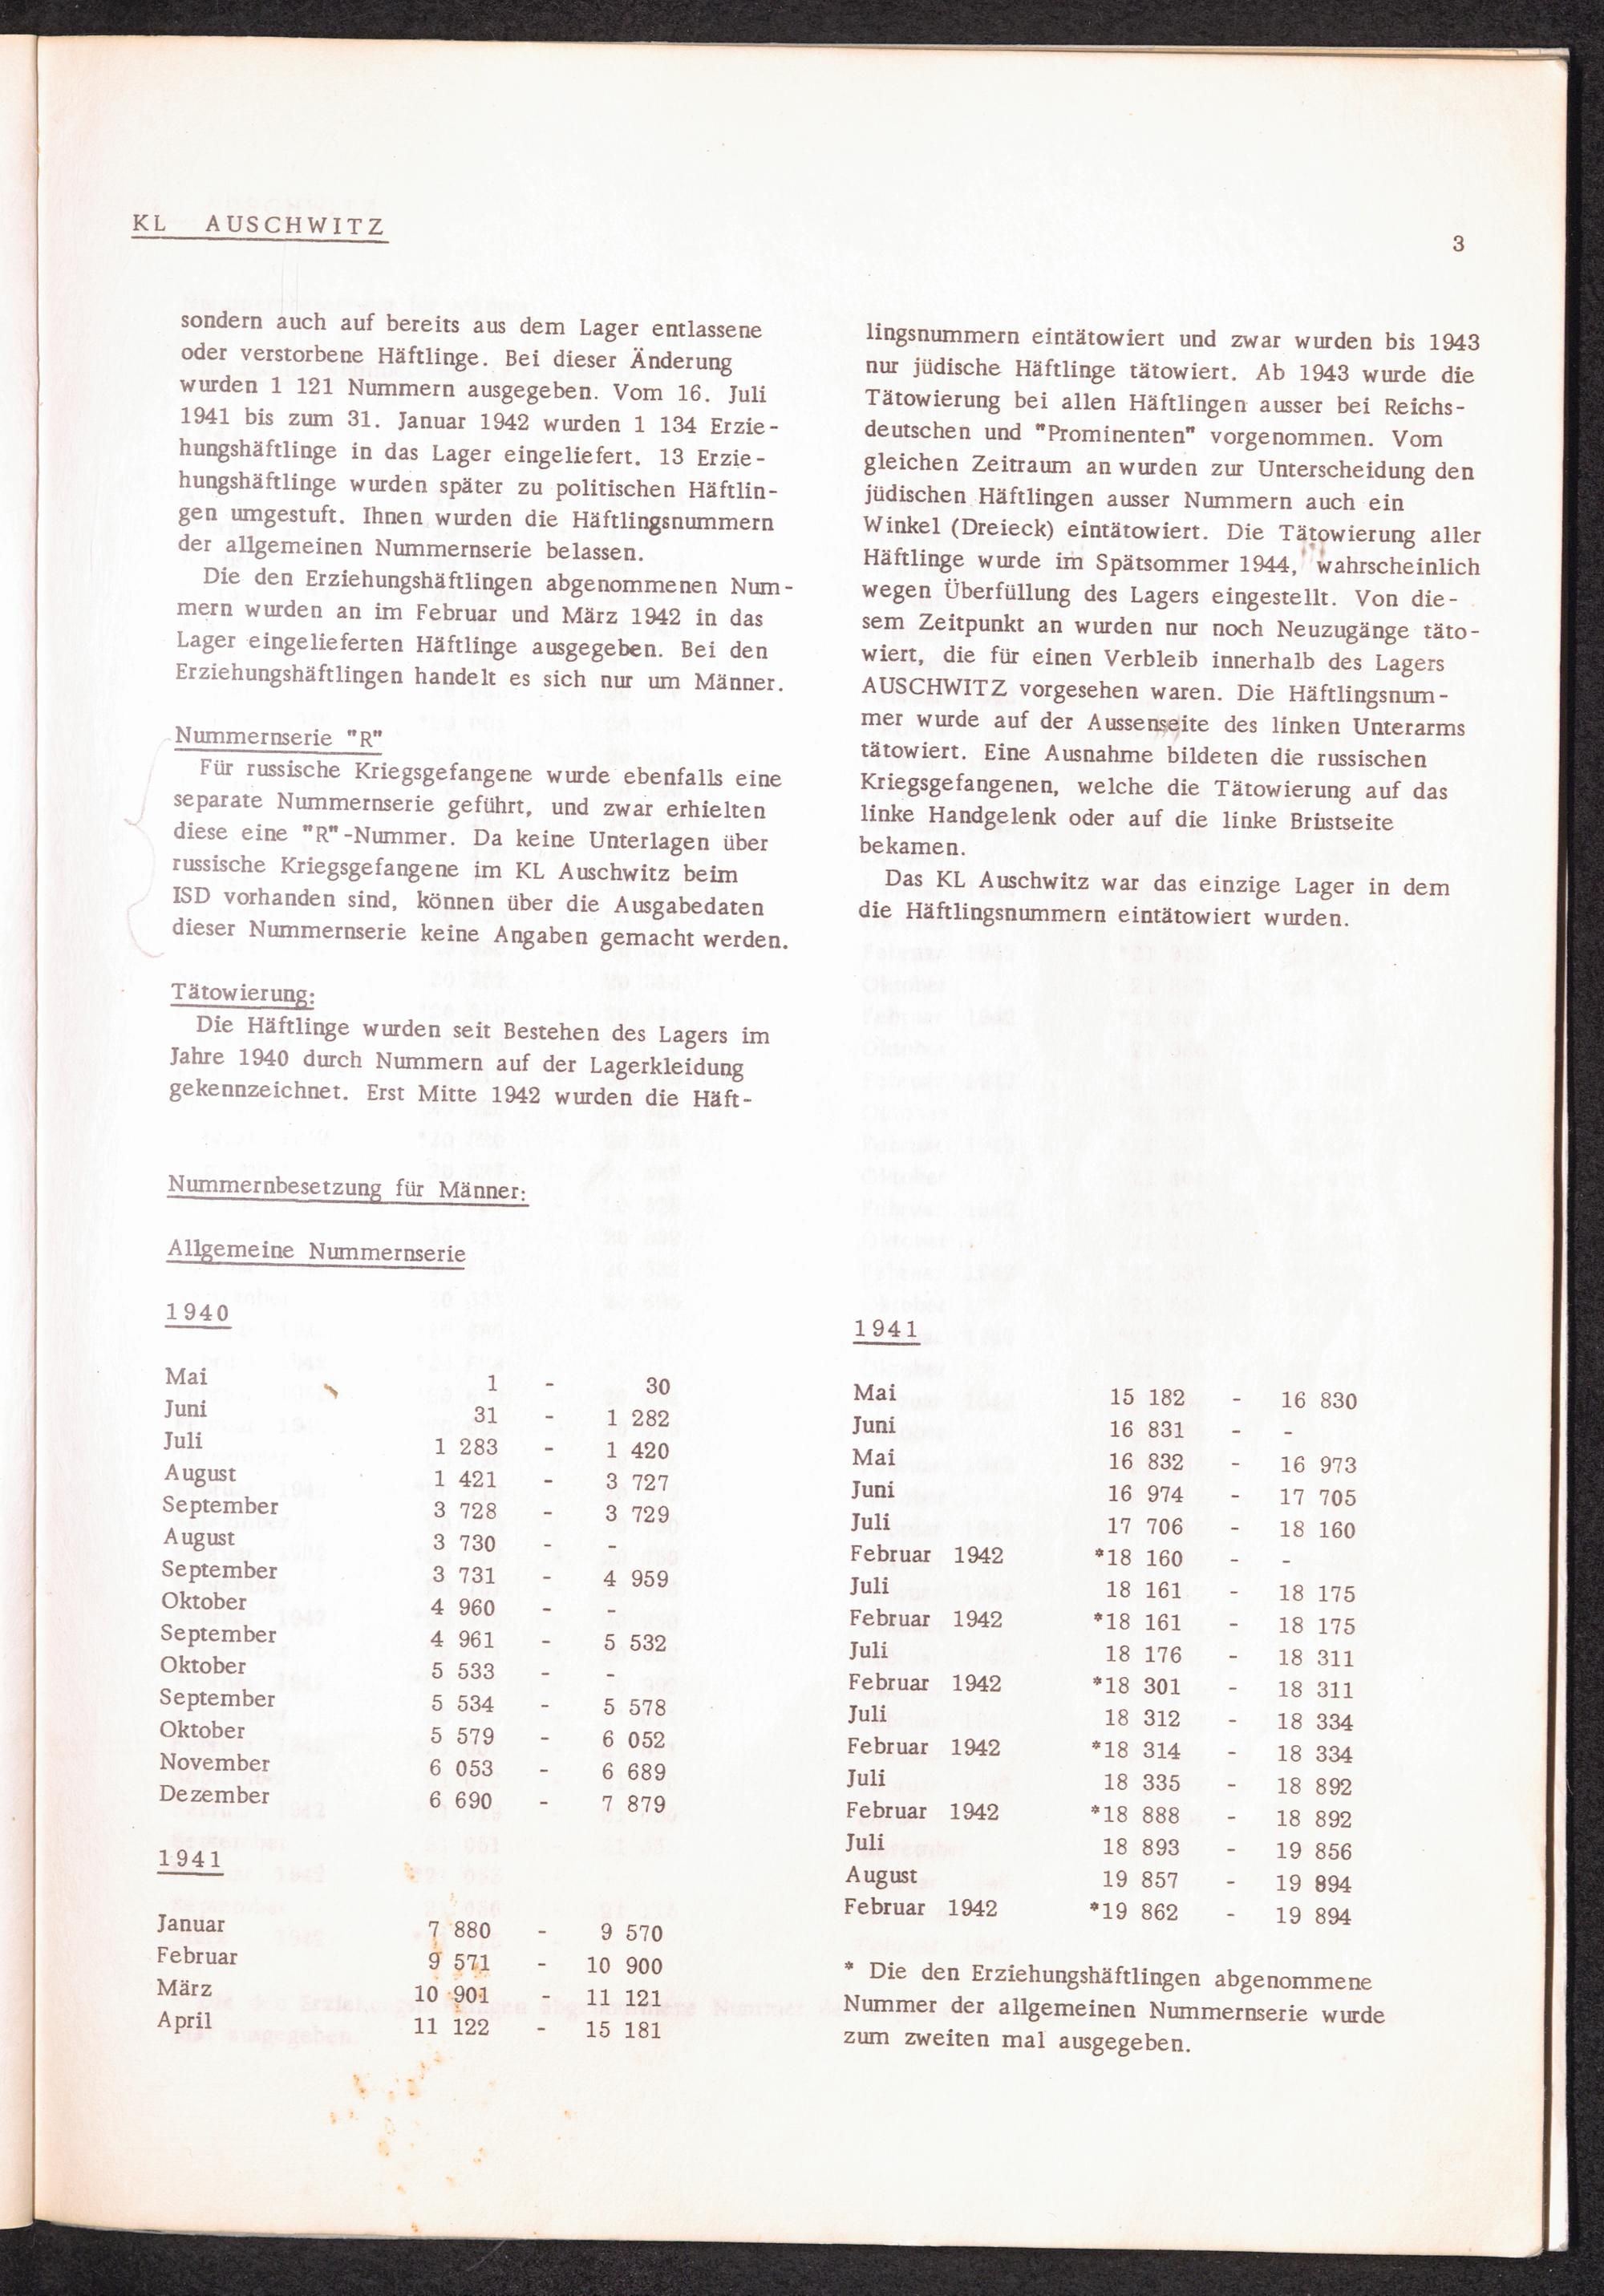 KL AUSCHWITZ
3
sondern auch auf bereits aus dem Lager entlassene
oder verstorbene Häftlinge. Bei dieser Änderung
wurden 1 121 Nummern ausgegeben. Vom 16. Juli
1941 bis zum 31. Januar 1942 wurden 1 134 Erzie-
hungshäftlinge in das Lager eingeliefert. 13 Erzie-
hungshäftlinge wurden später zu politischen Häftlin-
gen umgestuft. Ihnen wurden die Häftlingsnummern
der allgemeinen Nummernserie belassen.
Die den Erziehungshäftlingen abgenommenen Num-
mern wurden an im Februar und März 1942 in das
Lager eingelieferten Häftlinge ausgegeben. Bei den
Erziehungshäftlingen handelt es sich nur um Männer.
Nummernserie "R"
Für russische Kriegsgefangene wurde ebenfalls eine
separate Nummernserie geführt, und zwar erhielten
diese eine "R"-Nummer. Da keine Unterlagen über
russische Kriegsgefangene im KL Auschwitz beim
ISD vorhanden sind, können über die Ausgabedaten
dieser Nummernserie keine Angaben gemacht werden.
Tätowierung:
Die Häftlinge wurden seit Bestehen des Lagers im
Jahre 1940 durch Nummern auf der Lagerkleidung
gekennzeichnet. Erst Mitte 1942 wurden die Häft-
lingsnummern eintätowiert und zwar wurden bis 1943
nur jüdische Häftlinge tätowiert. Ab 1943 wurde die
Tätowierung bei allen Häftlingen ausser bei Reichs-
deutschen und "Prominenten" vorgenommen. Vom
gleichen Zeitraum an wurden zur Unterscheidung den
jüdischen Häftlingen ausser Nummern auch ein
Winkel (Dreieck) eintätowiert. Die Tätowierung aller
Häftlinge wurde im Spätsommer 1944, wahrscheinlich
wegen Überfüllung des Lagers eingestellt. Von die-
sem Zeitpunkt an wurden nur noch Neuzugänge täto-
wiert, die für einen Verbleib innerhalb des Lagers
AUSCHWITZ vorgesehen waren. Die Häftlingsnum-
mer wurde auf der Aussenseite des linken Unterarms
tätowiert. Eine Ausnahme bildeten die russischen
Kriegsgefangenen, welche die Tätowierung auf das
linke Handgelenk oder auf die linke Brustseite
bekamen.
Das KL Auschwitz war das einzige Lager in dem
die Häftlingsnummern eintätowiert wurden.
Nummernbesetzung für Männer:
Allgemeine Nummernserie
1940
Mai 1 - 30
Juni 31 - 1 282
Juli 1 283 - 1 420
August 1 421 - 3 727
September 3 728 - 3 729
August 3 730 - -
September 3 731 - 4 959
Oktober 4 960 - -
September 4 961 - 5 532
Oktober 5 533 - -
September 5 534 - 5 578
Oktober 5 579 - 6 052
November 6 053 - 6 689
Dezember 6 690 - 7 879
1941
Januar 7 880 - 9 570
Februar 9 571 - 10 900
März 10 901 - 11 121
April 11 122 - 15 181
1941
Mai 15 182 - 16 830
Juni 16 831 - -
Mai 16 832 - 16 973
Juni 16 974 - 17 705
Juli 17 706 - 18 160
Februar 1942 *18 160 - -
Juli 18 161 - 18 175
Februar 1942 *18 161 - 18 175
Juli 18 176 - 18 311
Februar 1942 *18 301 - 18 311
Juli 18 312 - 18 334
Februar 1942 *18 314 - 18 334
Juli 18 335 - 18 892
Februar 1942 *18 888 - 18 892
Juli 18 893 - 19 856
August 19 857 - 19 894
Februar 1942 *19 862 - 19 894
* Die den Erziehungshäftlingen abgenommene
Nummer der allgemeinen Nummernserie wurde
zum zweiten mal ausgegeben.